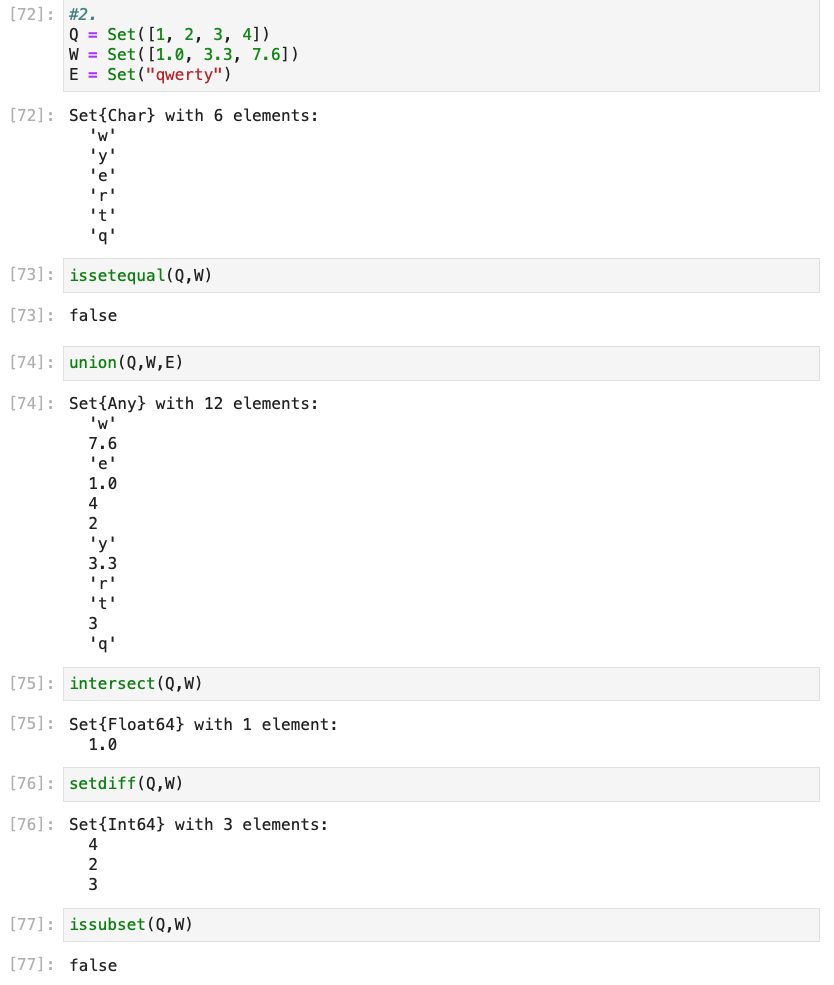 [72]: #2.
Q = Set([1, 2, 3, 4])
W = Set([1.0, 3.3, 7.6])
E = Set("qwerty")
[72]: Set{Char} with 6 elements:
'w'
'y'
'e'
'r'
't'
'q'
[73]: issetequal(Q,W)
[73]: false
[74]: union(Q,W,E)
[74]: Set{Any} with 12 elements:
'w'
7.6
'e'
1.0
4
2
'y'
3.3
'r'
't'
3
'q'
[75]: intersect(Q,W)
[75]: Set{Float64} with 1 element:
1.0
[76]: setdiff(Q,W)
[76]: Set{Int64} with 3 elements:
4
2
3
[77]: issubset(Q,W)
[77]: false